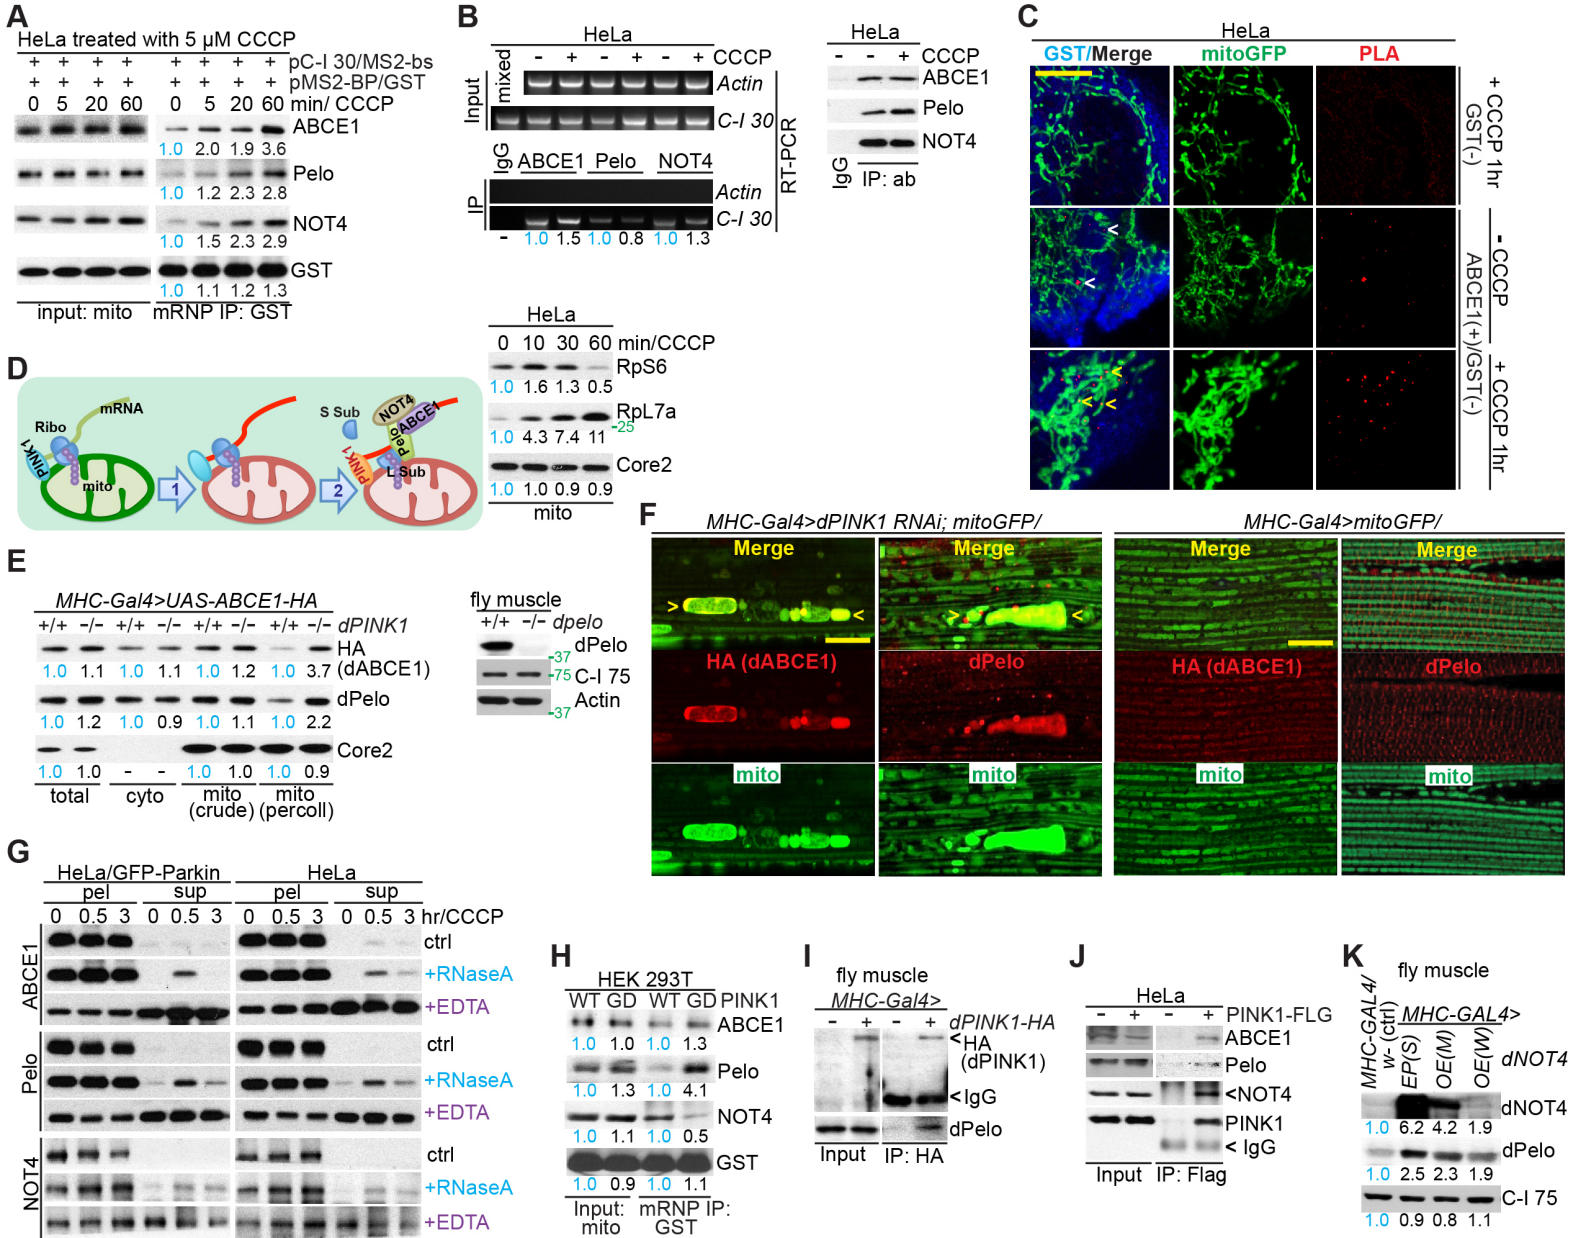 A
HeLa treated with 5 µM CCCP
+ + + + + + + + pC-I 30/MS2-bs
+ + + + + + + + pMS2-BP/GST
0 5 20 60 0 5 20 60 min/ CCCP
ABCE1
1.0 2.0 1.9 3.6
Pelo
1.0 1.2 2.3 2.8
NOT4
1.0 1.5 2.3 2.9
GST
1.0 1.1 1.2 1.3
input: mito mRNP IP: GST
B
HeLa
mixed - + - + - + CCCP
Input
Actin
C-I 30
IgG ABCE1 Pelo NOT4
IP
Actin
C-I 30
- 1.0 1.5 1.0 0.8 1.0 1.3
RT-PCR
HeLa
- - + CCCP
ABCE1
Pelo
NOT4
IgG IP: ab
C
HeLa
GST/Merge mitoGFP PLA
+ CCCP 1hr
GST(-)
- CCCP
+ CCCP 1hr
ABCE1(+)/GST(-)
<
<
<
< <
D
mRNA
Ribo
PINK1
mito
1
2
S Sub
NOT4
ABCE1
Pelo
PINK1
L Sub
HeLa
0 10 30 60 min/CCCP
RpS6
1.0 1.6 1.3 0.5
RpL7a
-25
1.0 4.3 7.4 11
Core2
1.0 1.0 0.9 0.9
mito
E
MHC-Gal4>UAS-ABCE1-HA
+/+ -/- +/+ -/- +/+ -/- +/+ -/- dPINK1
HA
(dABCE1)
1.0 1.1 1.0 1.1 1.0 1.2 1.0 3.7
dPelo
1.0 1.2 1.0 0.9 1.0 1.1 1.0 2.2
Core2
1.0 1.0 - - 1.0 1.0 1.0 0.9
total cyto mito (crude) mito (percoll)
fly muscle
+/+ -/- dpelo
dPelo
-37
-75 C-I 75
Actin
-37
F
MHC-Gal4>dPINK1 RNAi; mitoGFP/ MHC-Gal4>mitoGFP/
Merge Merge Merge Merge
> < > <
HA (dABCE1) dPelo HA (dABCE1) dPelo
mito mito mito mito
G
HeLa/GFP-Parkin HeLa
pel sup pel sup
0 0.5 3 0 0.5 3 0 0.5 3 0 0.5 3 hr/CCCP
ABCE1
ctrl
+RNaseA
+EDTA
Pelo
ctrl
+RNaseA
+EDTA
NOT4
ctrl
+RNaseA
+EDTA
H
HEK 293T
WT GD WT GD PINK1
ABCE1
1.0 1.0 1.0 1.3
Pelo
1.0 1.3 1.0 4.1
NOT4
1.0 1.1 1.0 0.5
GST
1.0 0.9 1.0 1.1
Input: mito mRNP IP: GST
I
fly muscle
MHC-Gal4>
- + - + dPINK1-HA
<HA
(dPINK1)
<IgG
dPelo
Input IP: HA
J
HeLa
- + - + PINK1-FLG
ABCE1
Pelo
<NOT4
PINK1
< IgG
Input IP: Flag
K
fly muscle
MHC-GAL4/
w- (ctrl)
MHC-GAL4>
EP(S) OE(M) OE(W) dNOT4
dNOT4
1.0 6.2 4.2 1.9
dPelo
1.0 2.5 2.3 1.9
C-I 75
1.0 0.9 0.8 1.1